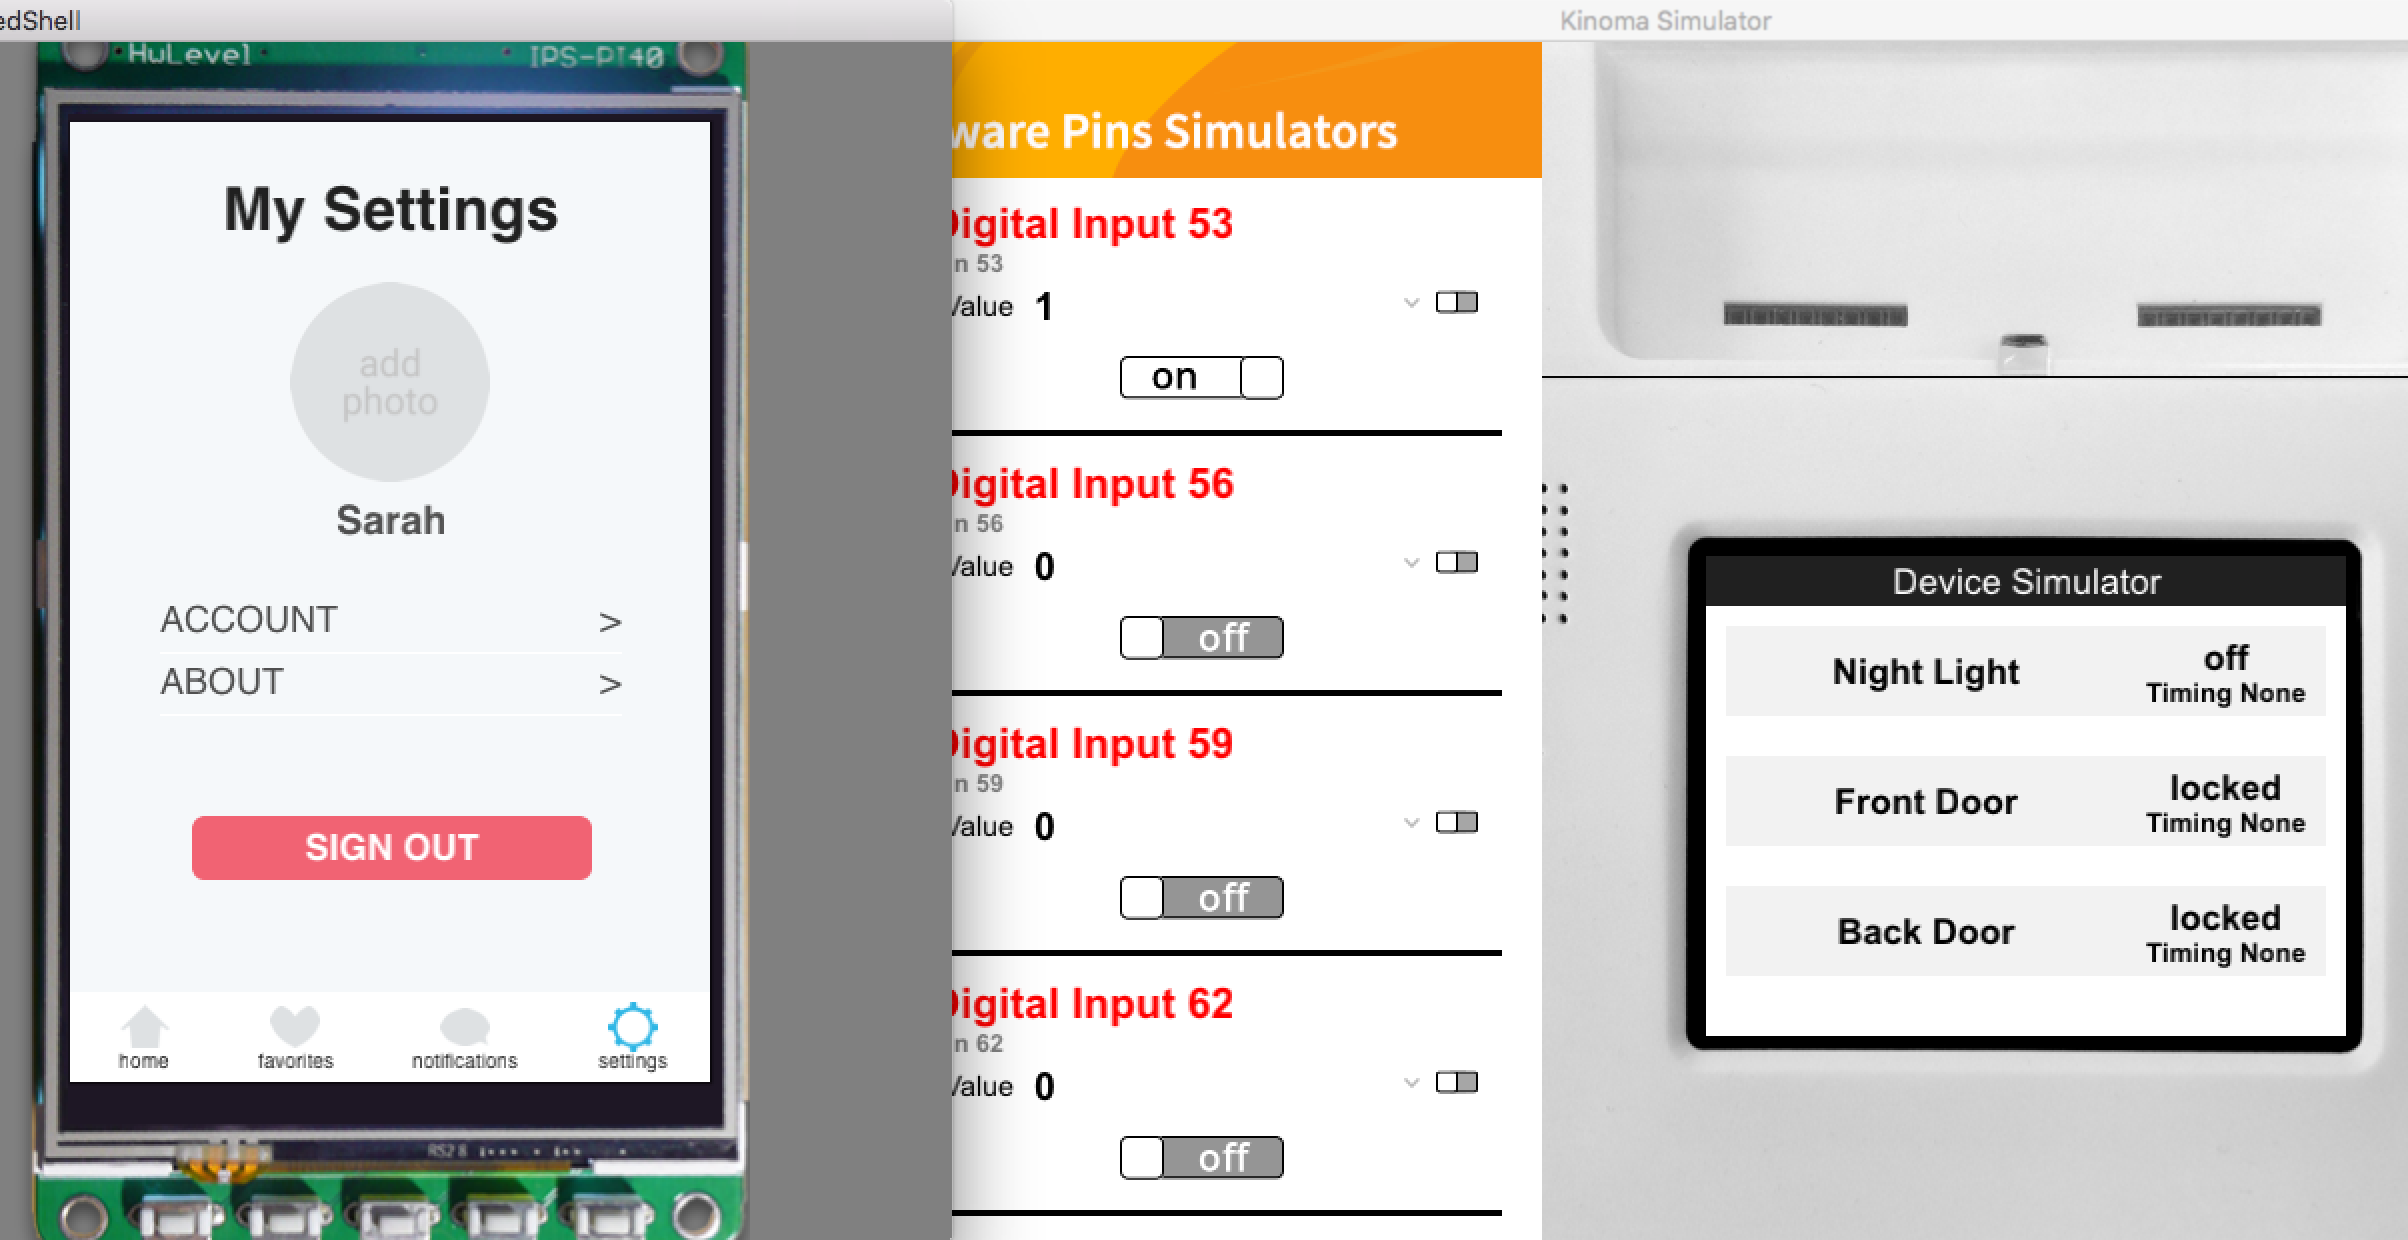 edShell
HwLevel
IPS-PI40
My Settings
add
photo
Sarah
ACCOUNT >
ABOUT >
SIGN OUT
home
favorites
notifications
settings
RS28
ware Pins Simulators
Digital Input 53
n 53
Value 1
on
Digital Input 56
n 56
Value 0
off
Digital Input 59
n 59
Value 0
off
Digital Input 62
n 62
Value 0
off
Kinoma Simulator
Device Simulator
Night Light
off
Timing None
Front Door
locked
Timing None
Back Door
locked
Timing None